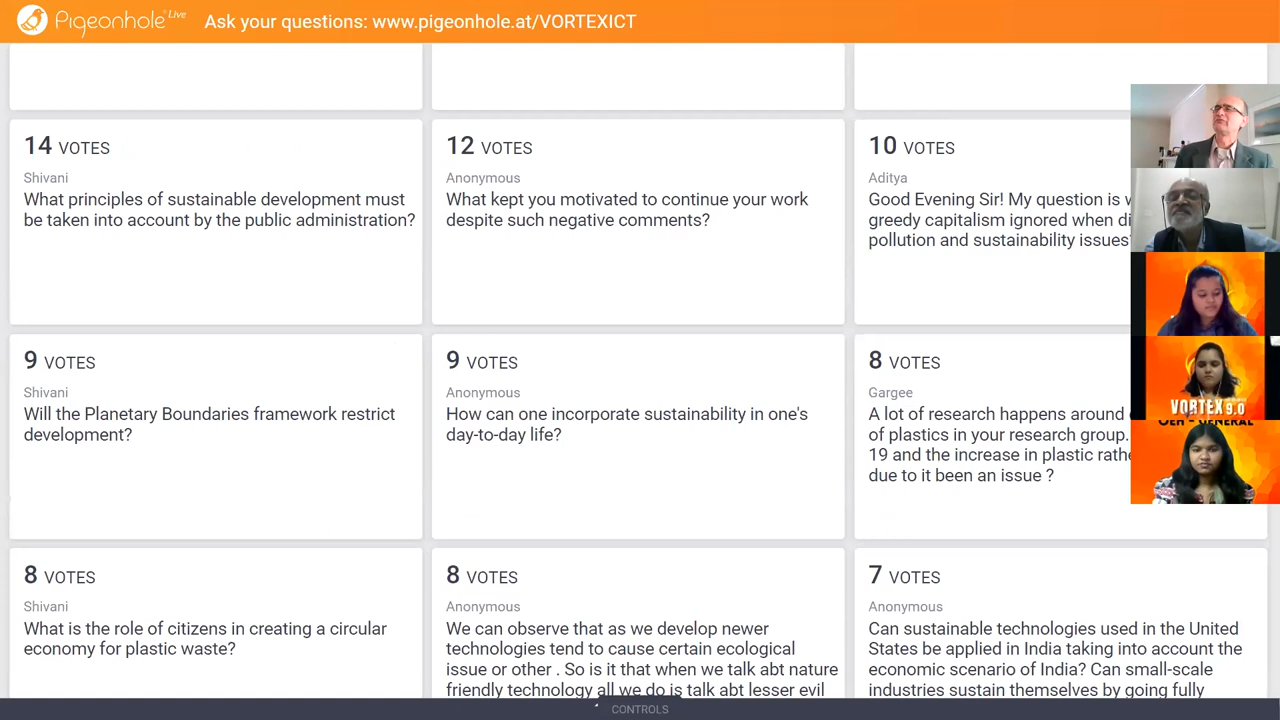 Pigeonhole Live Ask your questions: www.pigeonhole.at/VORTEXICT
14 VOTES
Shivani
What principles of sustainable development must
be taken into account by the public administration?
12 VOTES
Anonymous
What kept you motivated to continue your work
despite such negative comments?
10 VOTES
Aditya
Good Evening Sir! My question is
greedy capitalism ignored when
pollution and sustainability issues
9 VOTES
Shivani
Will the Planetary Boundaries framework restrict
development?
9 VOTES
Anonymous
How can one incorporate sustainability in one's
day-to-day life?
8 VOTES
Gargee
A lot of research happens around
of plastics in your research group.
19 and the increase in plastic
due to it been an issue ?
VORTEX 9.0
GENERAL
8 VOTES
Shivani
What is the role of citizens in creating a circular
economy for plastic waste?
8 VOTES
Anonymous
We can observe that as we develop newer
technologies tend to cause certain ecological
issue or other . So is it that when we talk abt nature
friendly technology all we do is talk abt lesser evil
7 VOTES
Anonymous
Can sustainable technologies used in the United
States be applied in India taking into account the
economic scenario of India? Can small-scale
industries sustain themselves by going fully
CONTROLS